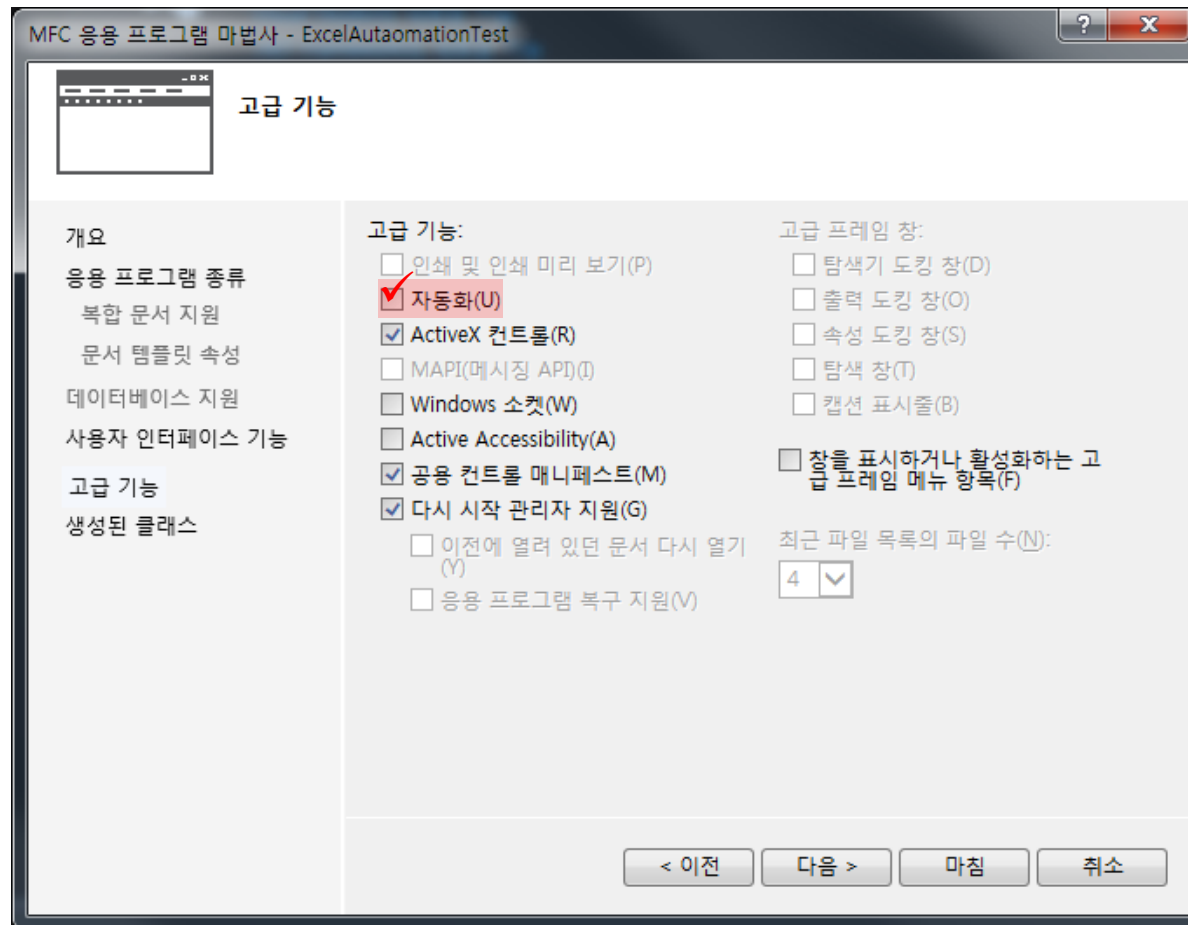 MFC 응용 프로그램 마법사 - ExcelAutaomationTest
고급 기능
개요
응용 프로그램 종류
복합 문서 지원
문서 템플릿 속성
데이터베이스 지원
사용자 인터페이스 기능
고급 기능
생성된 클래스
고급 기능:
인쇄 및 인쇄 미리 보기(P)
자동화(U)
ActiveX 컨트롤(R)
MAPI(메시징 API)(I)
Windows 소켓(W)
Active Accessibility(A)
공용 컨트롤 매니페스트(M)
다시 시작 관리자 지원(G)
이전에 열려 있던 문서 다시 열기
(Y)
응용 프로그램 복구 지원(V)
고급 프레임 창:
탐색기 도킹 창(D)
출력 도킹 창(O)
속성 도킹 창(S)
탐색 창(T)
캡션 표시줄(B)
창을 표시하거나 활성화하는 고
급 프레임 메뉴 항목(F)
최근 파일 목록의 파일 수(N):
4
< 이전
다음 >
마침
취소